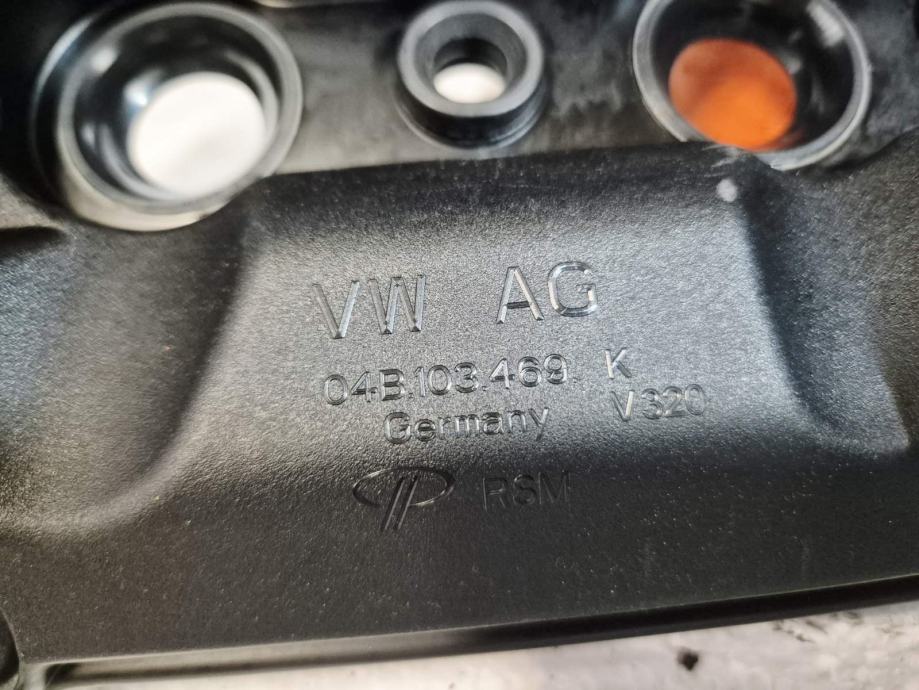 VW AG
04B.103.469. K
Germany V320
RSM